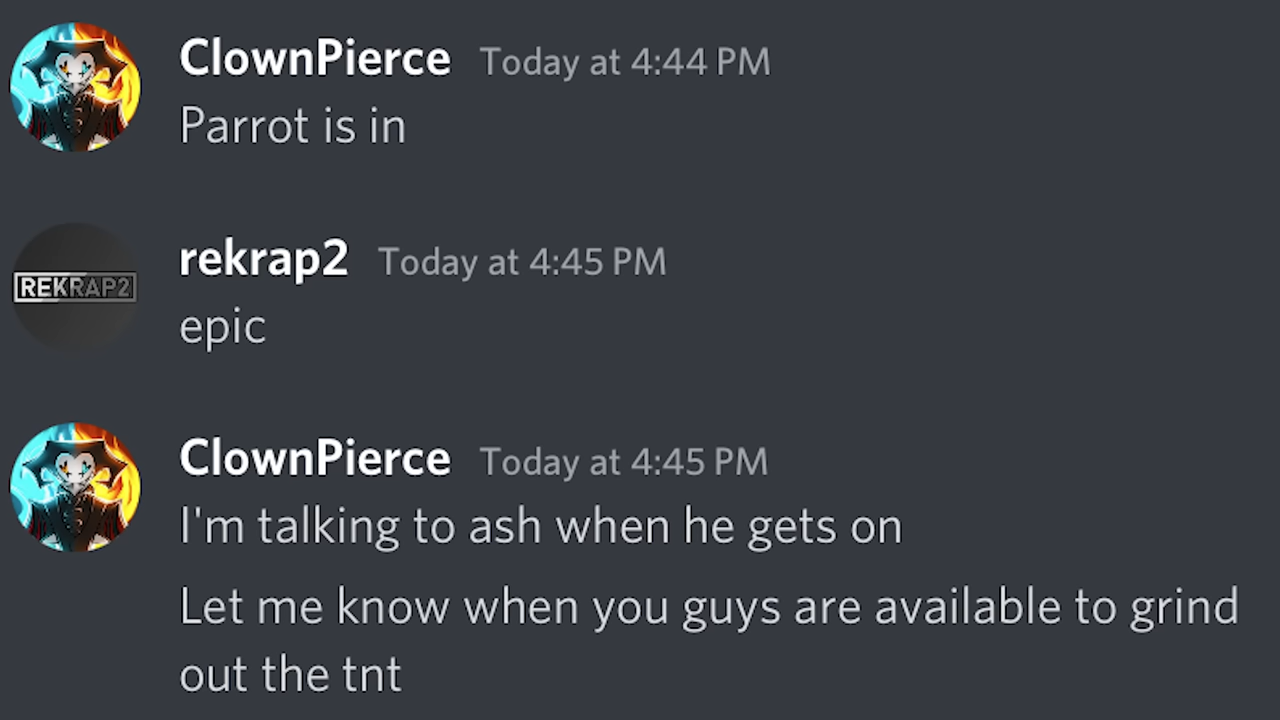 ClownPierce Today at 4:44 PM
Parrot is in
REKRAP2
rekrap2 Today at 4:45 PM
epic
ClownPierce Today at 4:45 PM
I'm talking to ash when he gets on
Let me know when you guys are available to grind
out the tnt